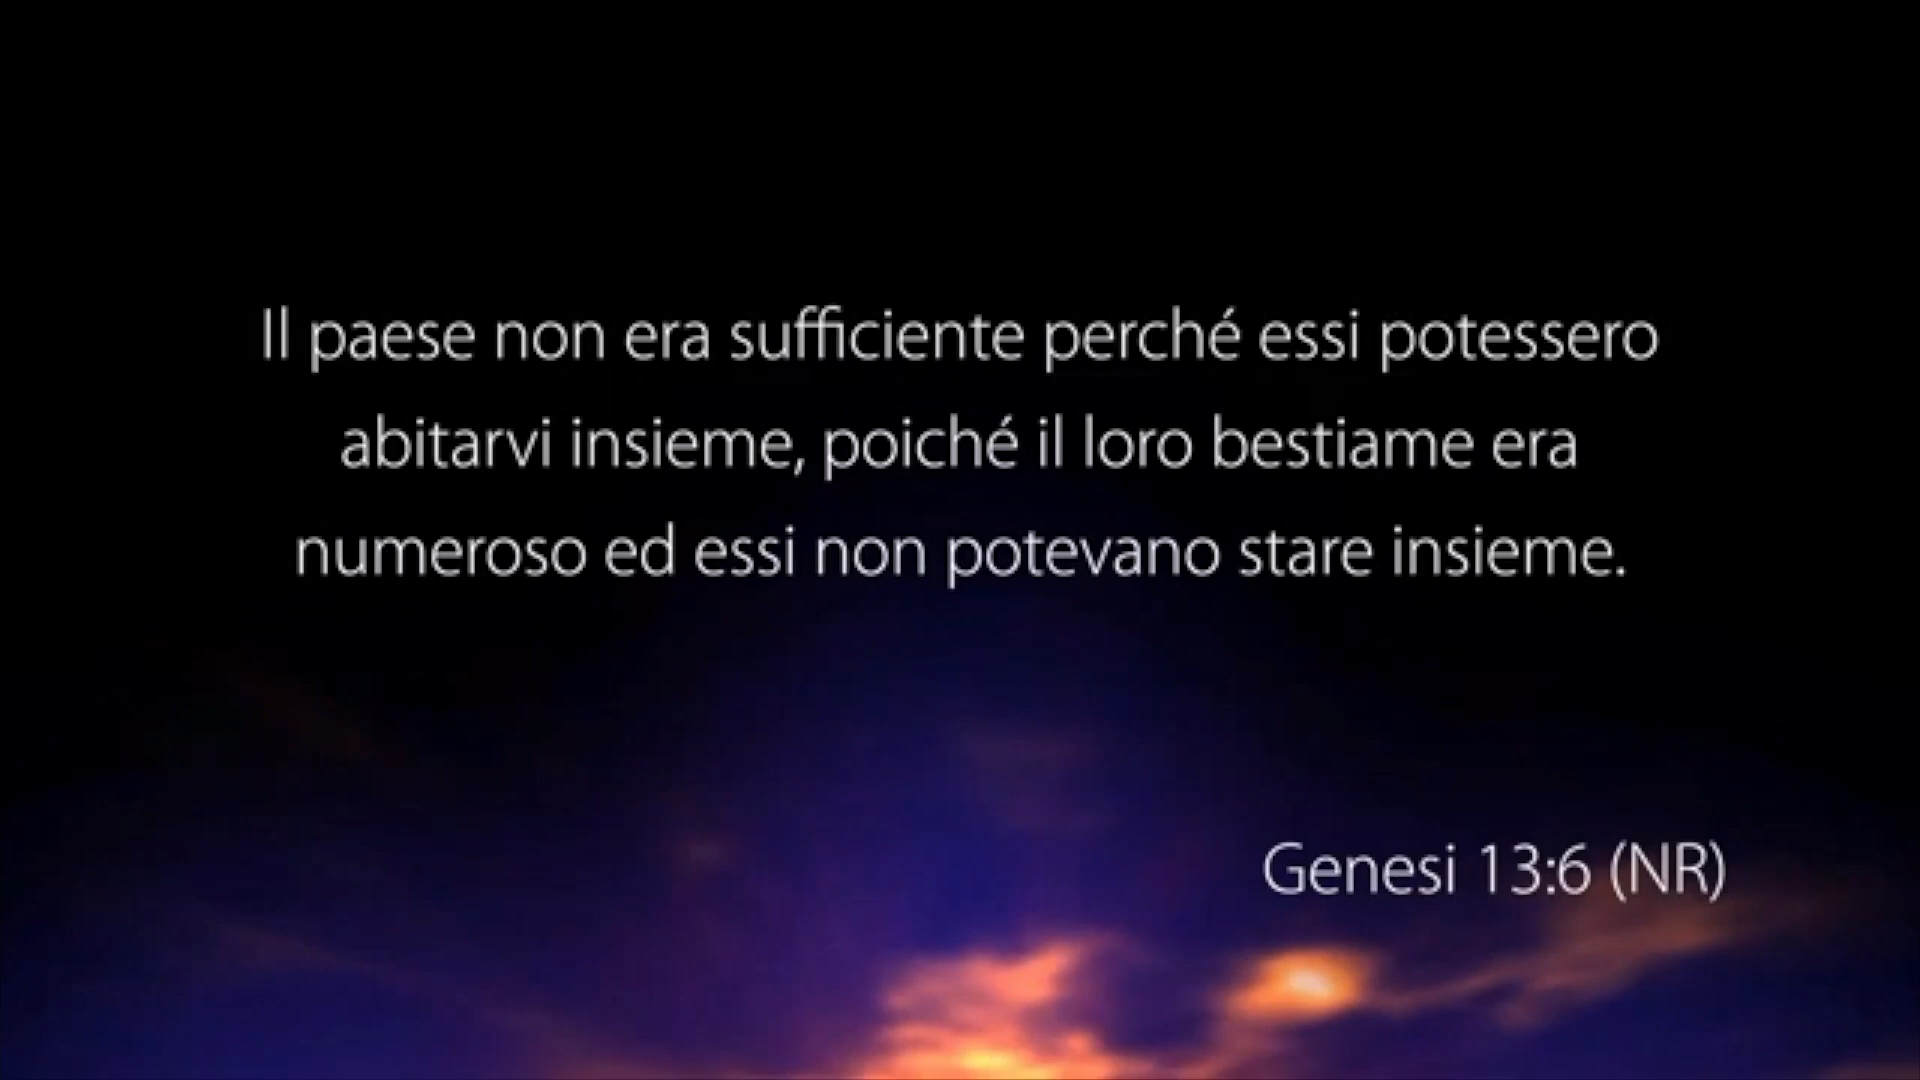 Il paese non era sufficiente perché essi potessero
abitarvi insieme, poiché il loro bestiame era
numeroso ed essi non potevano stare insieme.
Genesi 13:6 (NR)